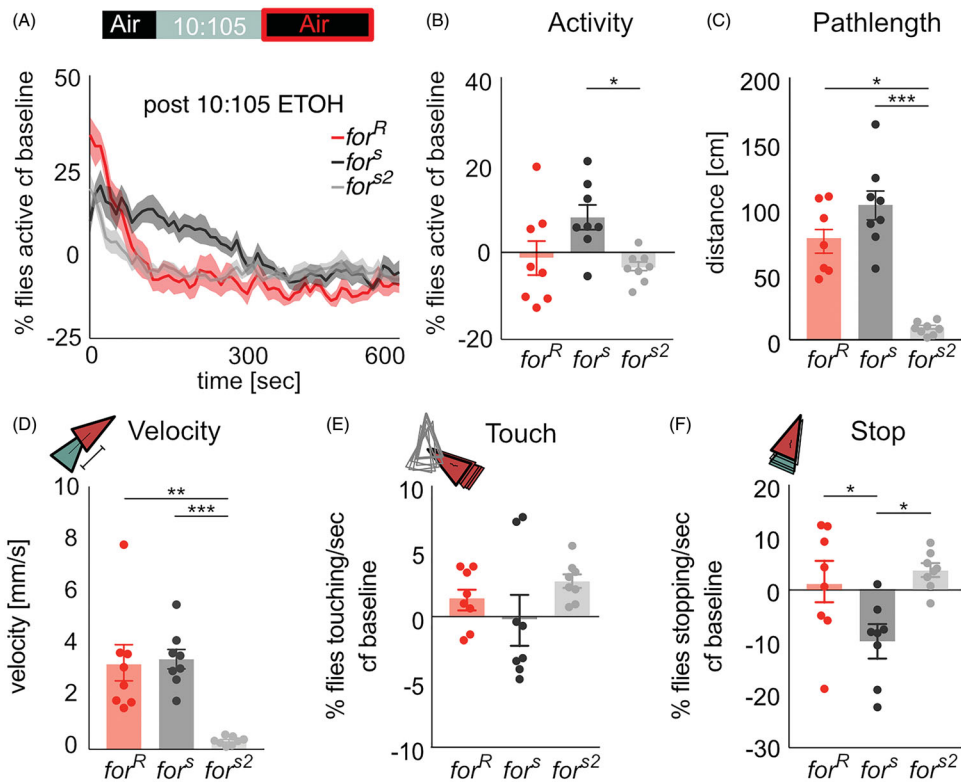 (A)
Air 10:105 Air
% flies active cf of baseline
50
25
0
-25
post 10:105 ETOH
for^R
for^s
for^s2
0 300 600
time [sec]
(B) Activity
% flies active cf of baseline
40
20
0
-20
*
for^R for^s for^s2
(C) Pathlength
distance [cm]
200
150
100
50
0
*
***
for^R for^s for^s2
(D) Velocity
velocity [mm/s]
10
8
6
4
2
0
**
***
for^R for^s for^s2
(E) Touch
% flies touching/sec
cf of baseline
10
5
0
-5
-10
for^R for^s for^s2
(F) Stop
% flies stopping/sec
cf of baseline
20
10
0
-10
-20
-30
* *
for^R for^s for^s2